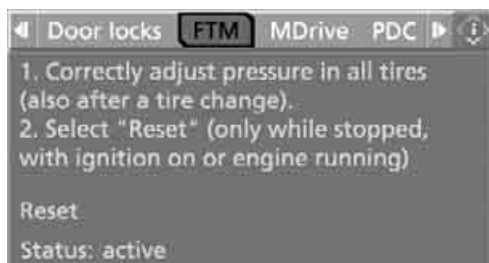 Door locks FTM MDrive PDC
1. Correctly adjust pressure in all tires
(also after a tire change).
2. Select "Reset" (only while stopped,
with ignition on or engine running)
Reset
Status: active